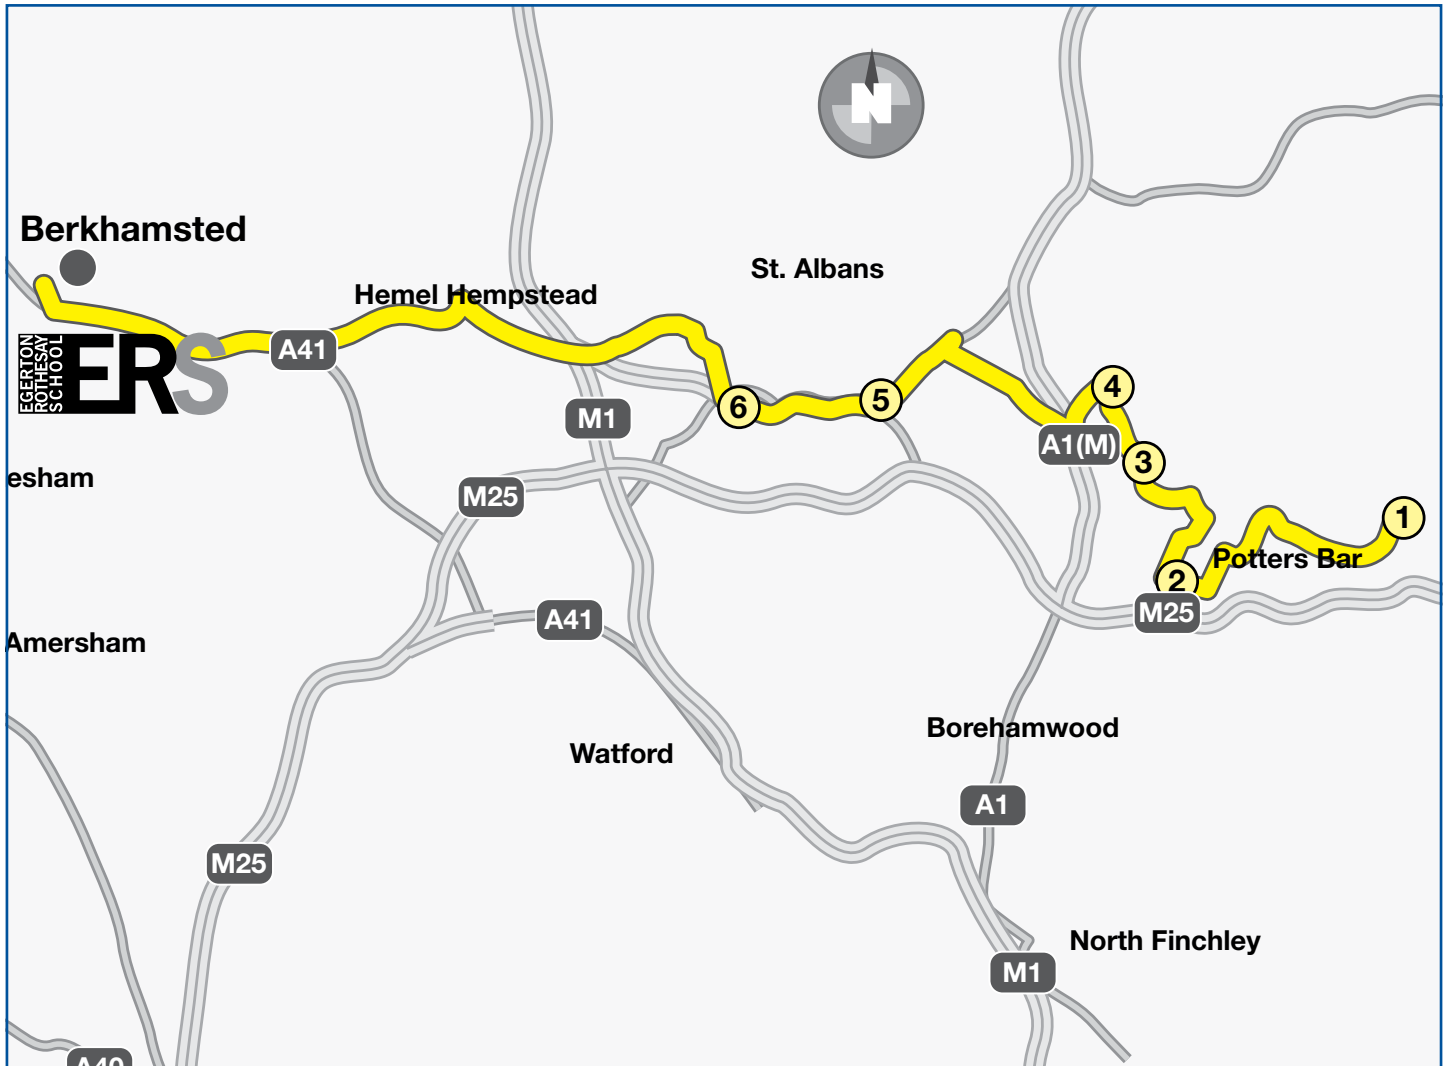 N
Berkhamsted
St. Albans
Hemel Hempstead
EGERTON
ROTHESAY
SCHOOL
ERS
A41
4
5
6
M1
A1(M)
3
esham
M25
1
Potters Bar
2
M25
A41
Amersham
Borehamwood
Watford
A1
M25
North Finchley
M1
A40